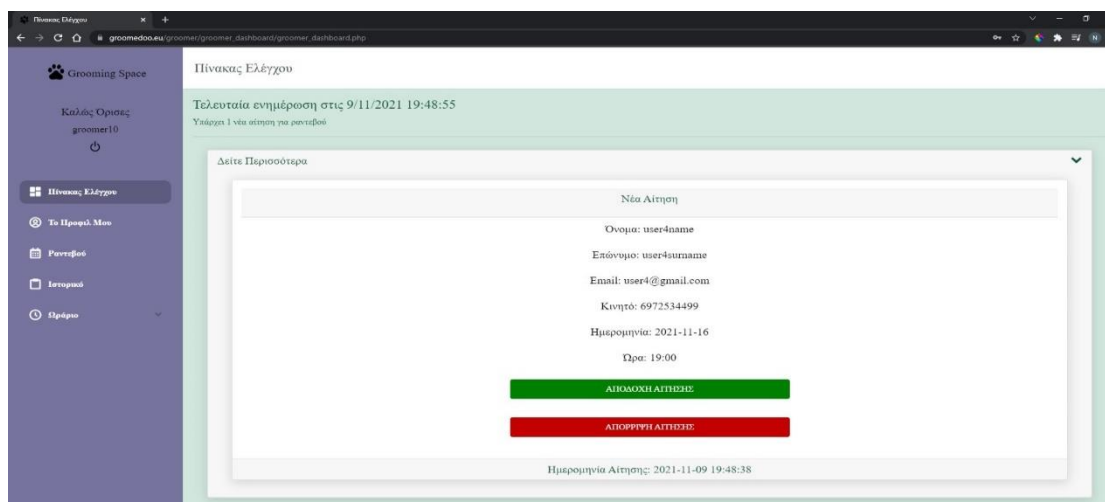 Πίνακας Ελέγχου
groomedoo.eu/groomer/groomer_dashboard/groomer_dashboard.php
N
Grooming Space
Καλώς Όρισες
groomer10
Πίνακας Ελέγχου
Το Προφιλ Μου
Ραντεβού
Ιστορικό
Ωράριο
Πίνακας Ελέγχου
Τελευταία ενημέρωση στις 9/11/2021 19:48:55
Υπάρχει 1 νέα αίτηση για ραντεβού
Δείτε Περισσότερα
Νέα Αίτηση
Όνομα: user4name
Επώνυμο: user4surname
Email: user4@gmail.com
Κινητό: 6972534499
Ημερομηνία: 2021-11-16
Ώρα: 19:00
ΑΠΟΔΟΧΗ ΑΙΤΗΣΗΣ
ΑΠΟΡΡΙΨΗ ΑΙΤΗΣΗΣ
Ημερομηνία Αίτησης: 2021-11-09 19:48:38